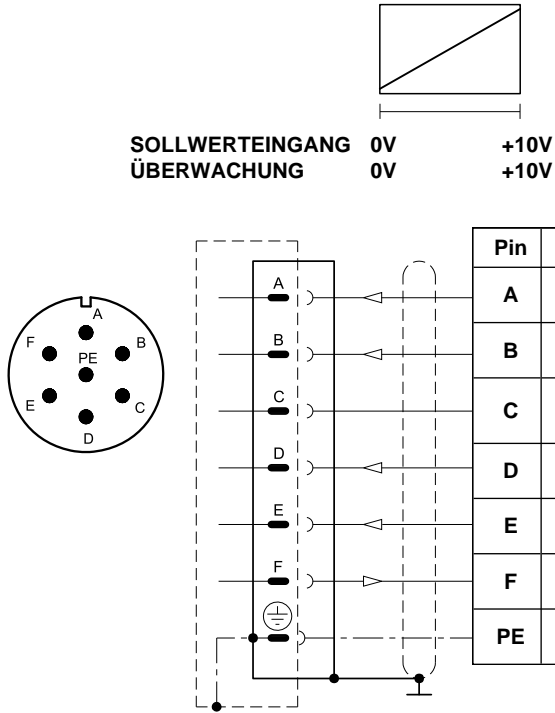 SOLLWERTEINGANG 0V +10V
ÜBERWACHUNG 0V +10V
Pin
A
B
C
D
E
F
PE
A
B
C
D
E
F
A
F B
PE
E C
D